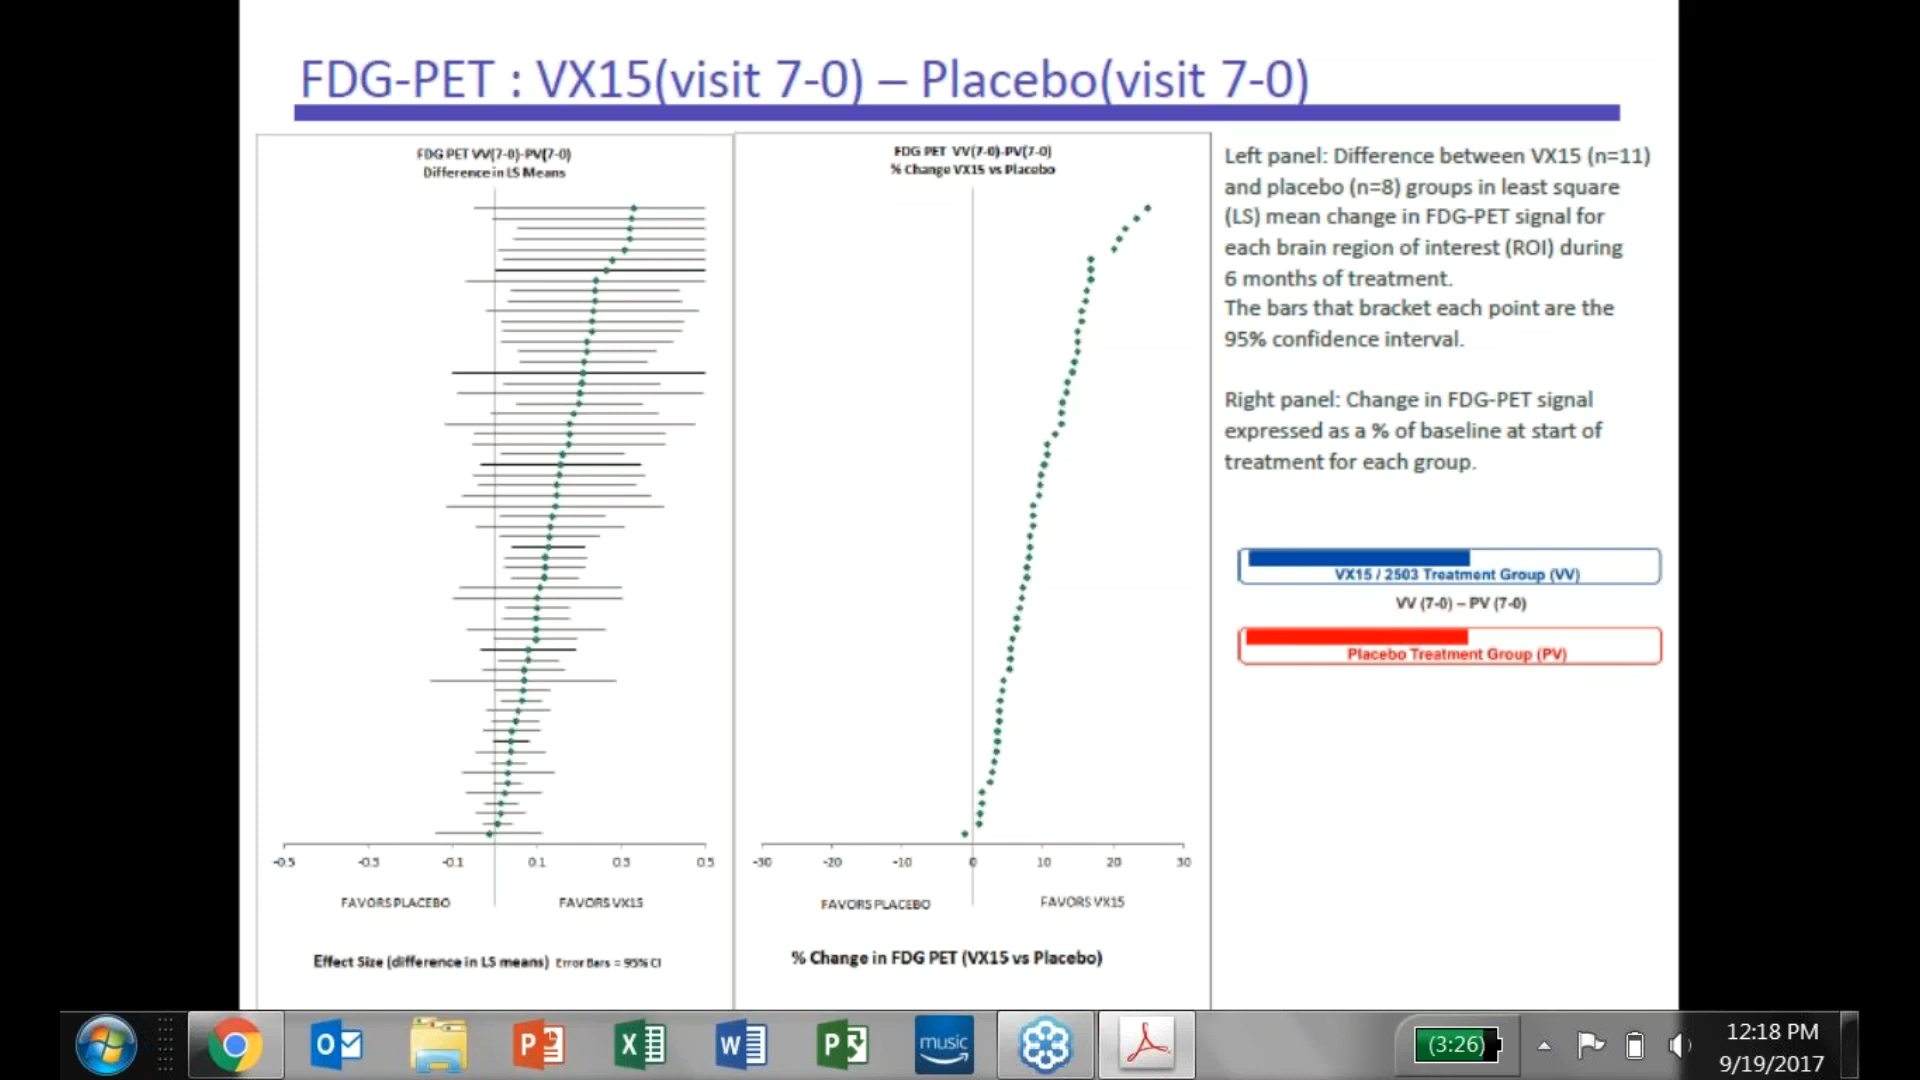 FDG-PET : VX15(visit 7-0) – Placebo(visit 7-0)
FDG PET VV(7-0)-PV(7-0)
Difference in LS Means
-0.5 -0.3 -0.1 0.1 0.3 0.5
FAVORS PLACEBO FAVORS VX15
Effect Size (difference in LS means) Error Bars = 95% CI
FDG PET VV(7-0)-PV(7-0)
% Change VX15 vs Placebo
-30 -20 -10 0 10 20 30
FAVORS PLACEBO FAVORS VX15
% Change in FDG PET (VX15 vs Placebo)
Left panel: Difference between VX15 (n=11)
and placebo (n=8) groups in least square
(LS) mean change in FDG-PET signal for
each brain region of interest (ROI) during
6 months of treatment.
The bars that bracket each point are the
95% confidence interval.
Right panel: Change in FDG-PET signal
expressed as a % of baseline at start of
treatment for each group.
VX15 / 2503 Treatment Group (VV)
VV (7-0) – PV (7-0)
Placebo Treatment Group (PV)
music
(3:26)
12:18 PM
9/19/2017